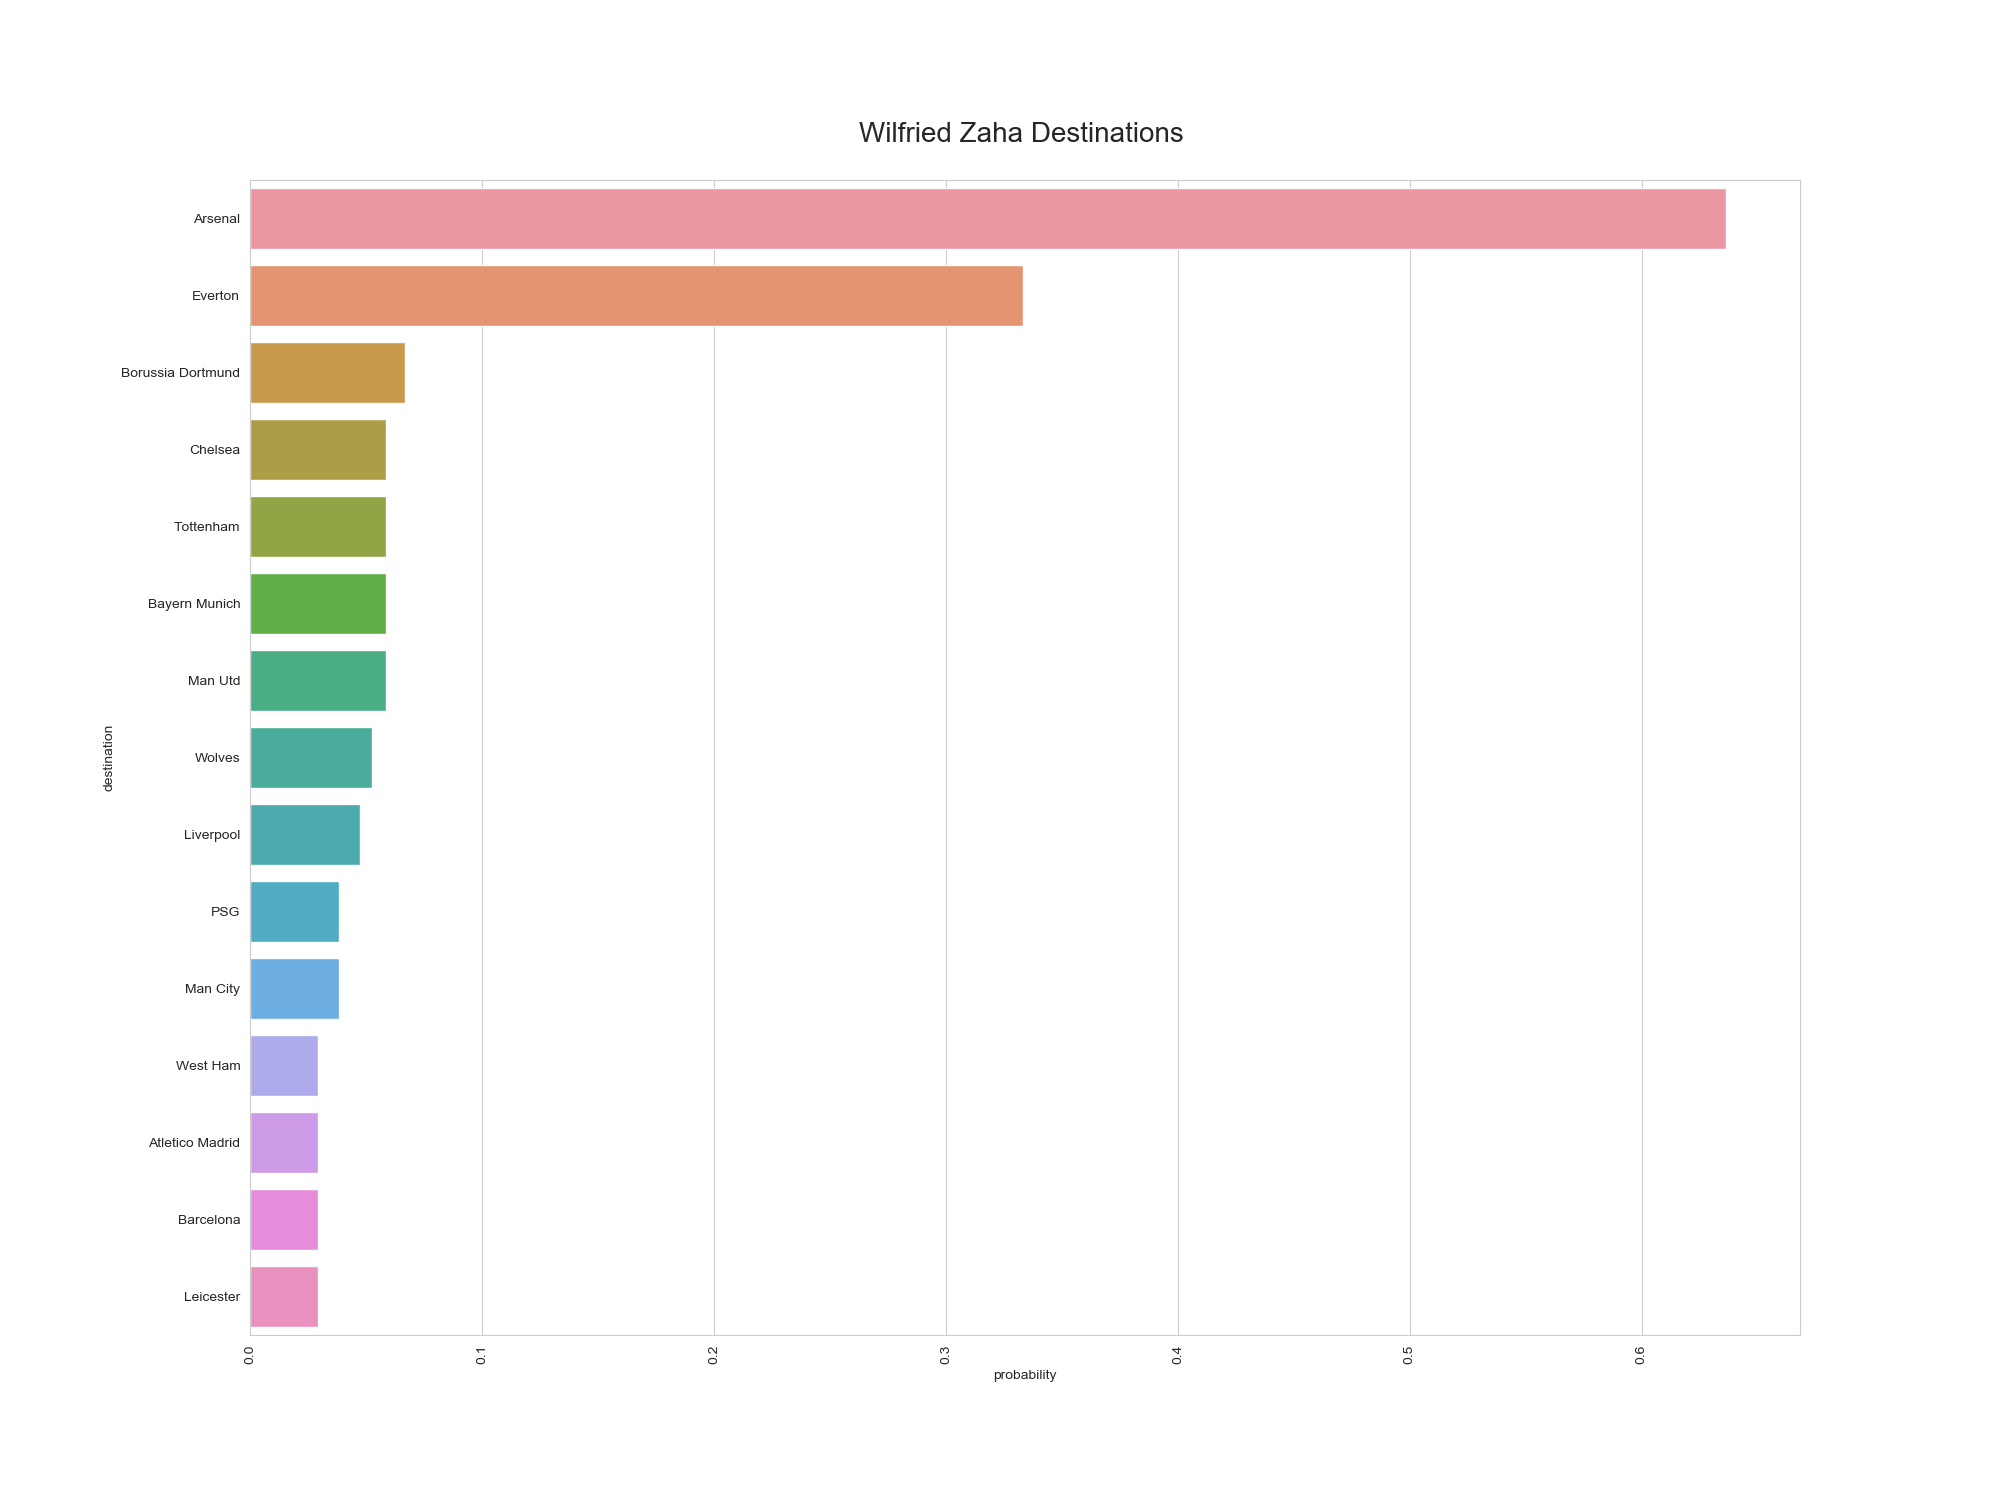 Wilfried Zaha Destinations
Arsenal
Everton
Borussia Dortmund
Chelsea
Tottenham
Bayern Munich
Man Utd
Wolves
Liverpool
PSG
Man City
West Ham
Atletico Madrid
Barcelona
Leicester
destination
0.0
0.1
0.2
0.3
0.4
0.5
0.6
probability